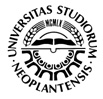 UNIVERSITAS STUDIORUM
NEOPLANTENSIS
MCMLX